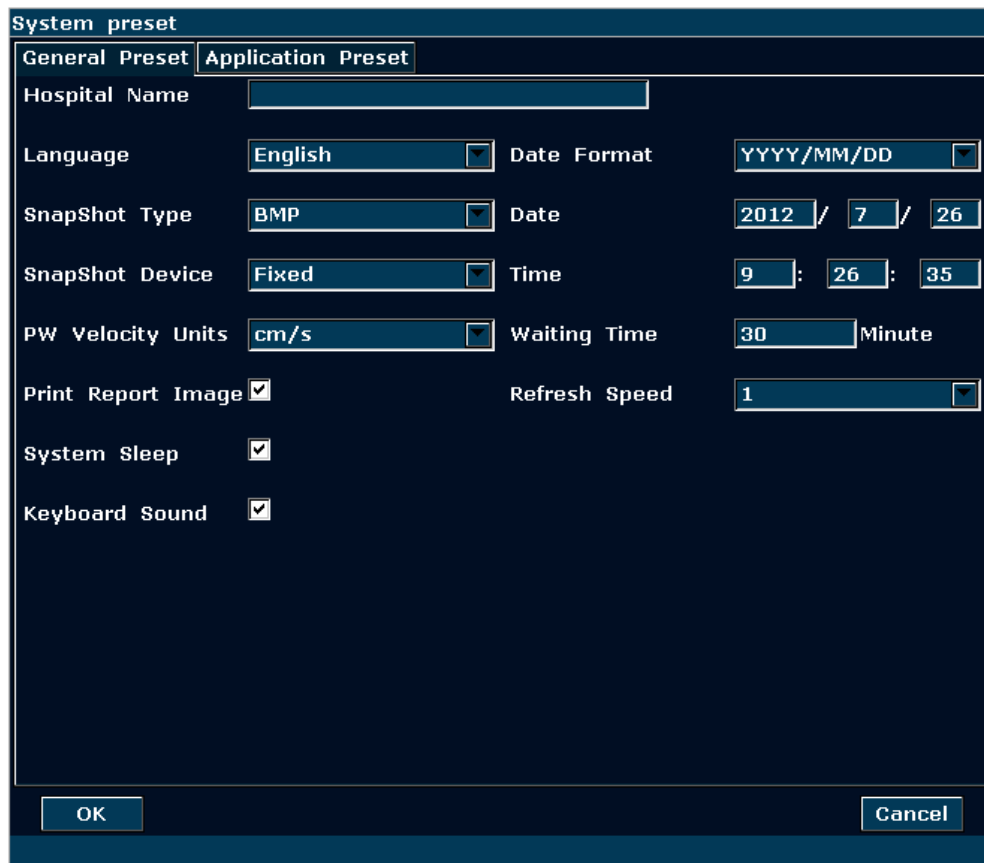 System preset
General Preset Application Preset
Hospital Name
Language English Date Format YYYY/MM/DD
SnapShot Type BMP Date 2012 / 7 / 26
SnapShot Device Fixed Time 9 : 26 : 35
PW Velocity Units cm/s Waiting Time 30 Minute
Print Report Image Refresh Speed 1
System Sleep
Keyboard Sound
OK Cancel